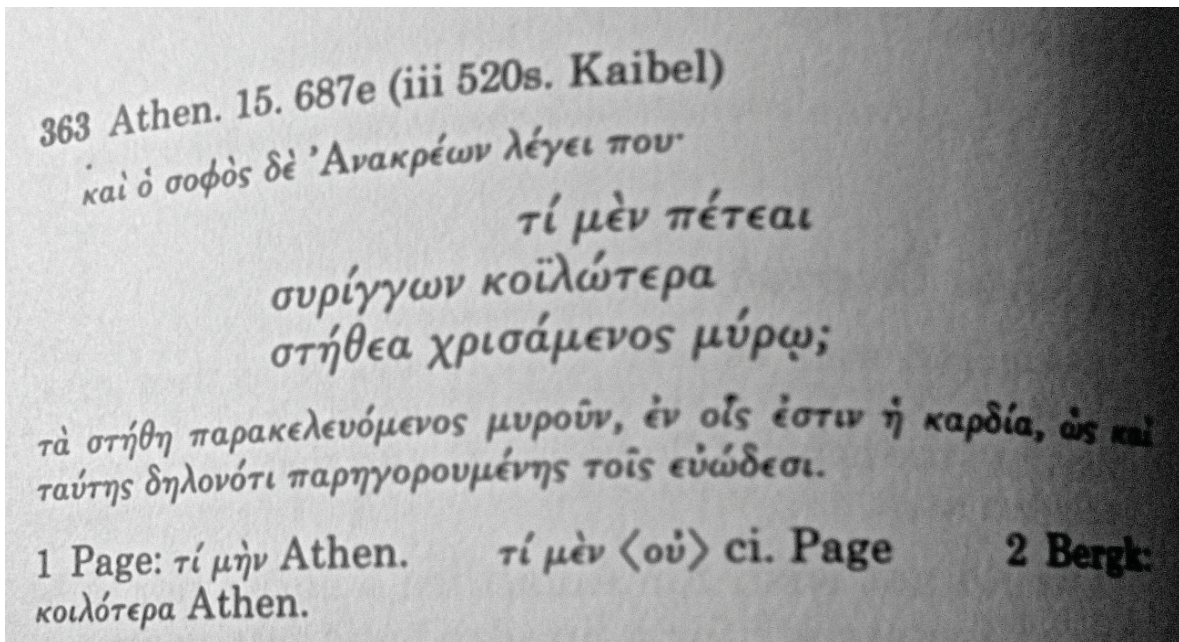 363 Athen. 15. 687e (iii 520s. Kaibel)
καὶ ὁ σοφὸς δὲ Ἀνακρέων λέγει που·
τί μὲν πέτεαι
συρίγγων κοϊλώτερα
στήθεα χρισάμενος μύρῳ;
τὰ στήθη παρακελευόμενος μυροῦν, ἐν οἷς ἐστιν ἡ καρδία, ὡς καὶ
ταύτης δηλονότι παρηγορουμένης τοῖς εὐώδεσι.
1 Page: τί μὴν Athen. τί μὲν ⟨οὐ⟩ ci. Page 2 Bergk:
κοιλότερα Athen.